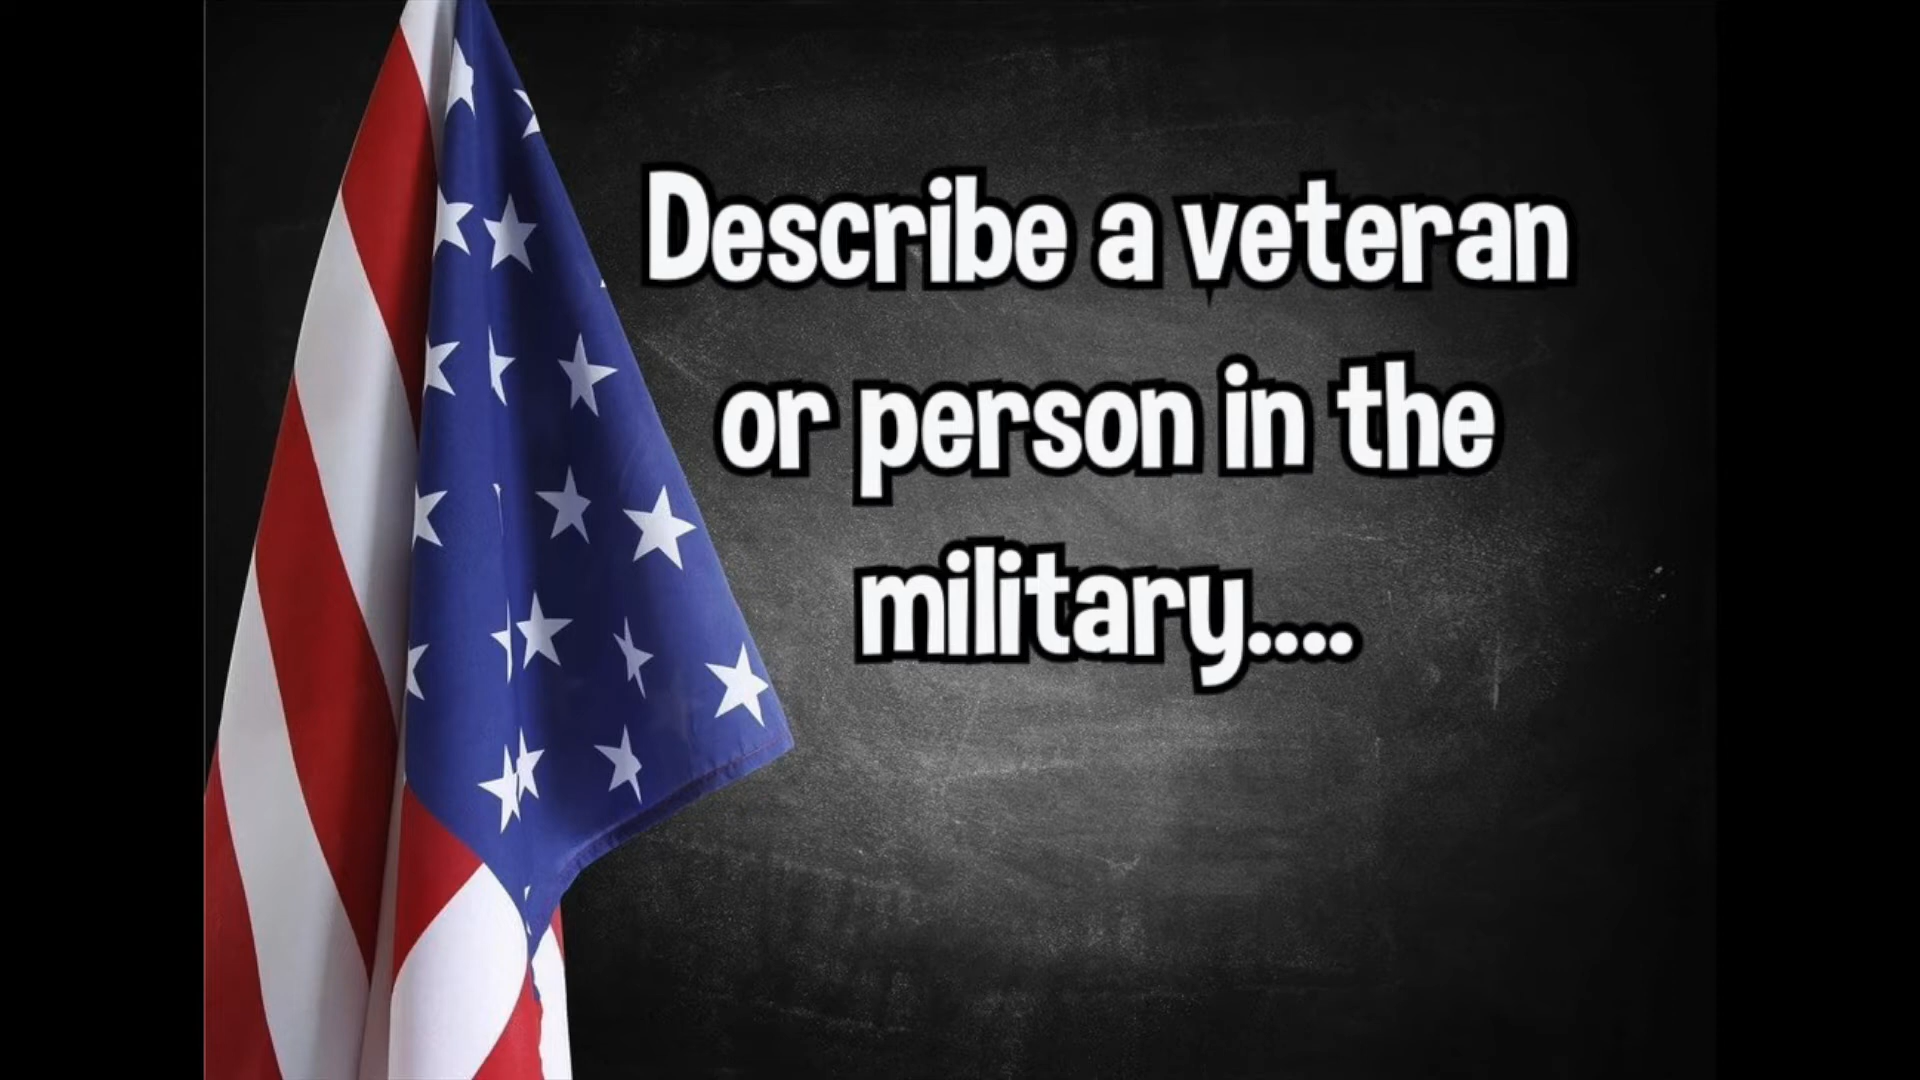 Describe a veteran
or person in the
military....